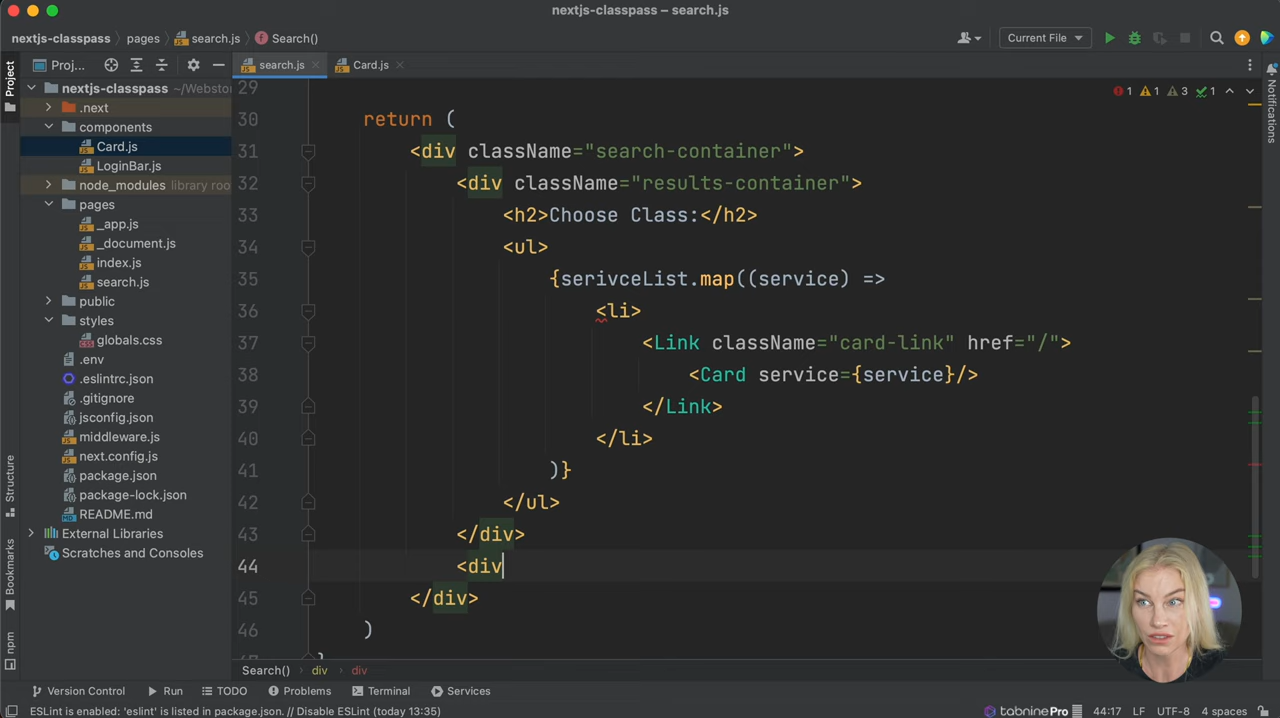 nextjs-classpass – search.js
nextjs-classpass pages search.js Search() Current File
Project Proj... search.js Card.js
nextjs-classpass ~/Websto
.next
components
Card.js
LoginBar.js
node_modules library roo
pages
_app.js
_document.js
index.js
search.js
public
styles
globals.css
.env
.eslintrc.json
.gitignore
jsconfig.json
middleware.js
next.config.js
package.json
package-lock.json
README.md
External Libraries
Scratches and Consoles
Structure
Bookmarks
npm
1 1 3 1
Notifications
29
30 return (
31 <div className="search-container">
32 <div className="results-container">
33 <h2>Choose Class:</h2>
34 <ul>
35 {serivceList.map((service) =>
36 <li>
37 <Link className="card-link" href="/">
38 <Card service={service}/>
39 </Link>
40 </li>
41 )}
42 </ul>
43 </div>
44 <div
45 </div>
46 )
Search() div div
Version Control Run TODO Problems Terminal Services
ESLint is enabled: 'eslint' is listed in package.json. // Disable ESLint (today 13:35) tabnine Pro 44:17 LF UTF-8 4 spaces